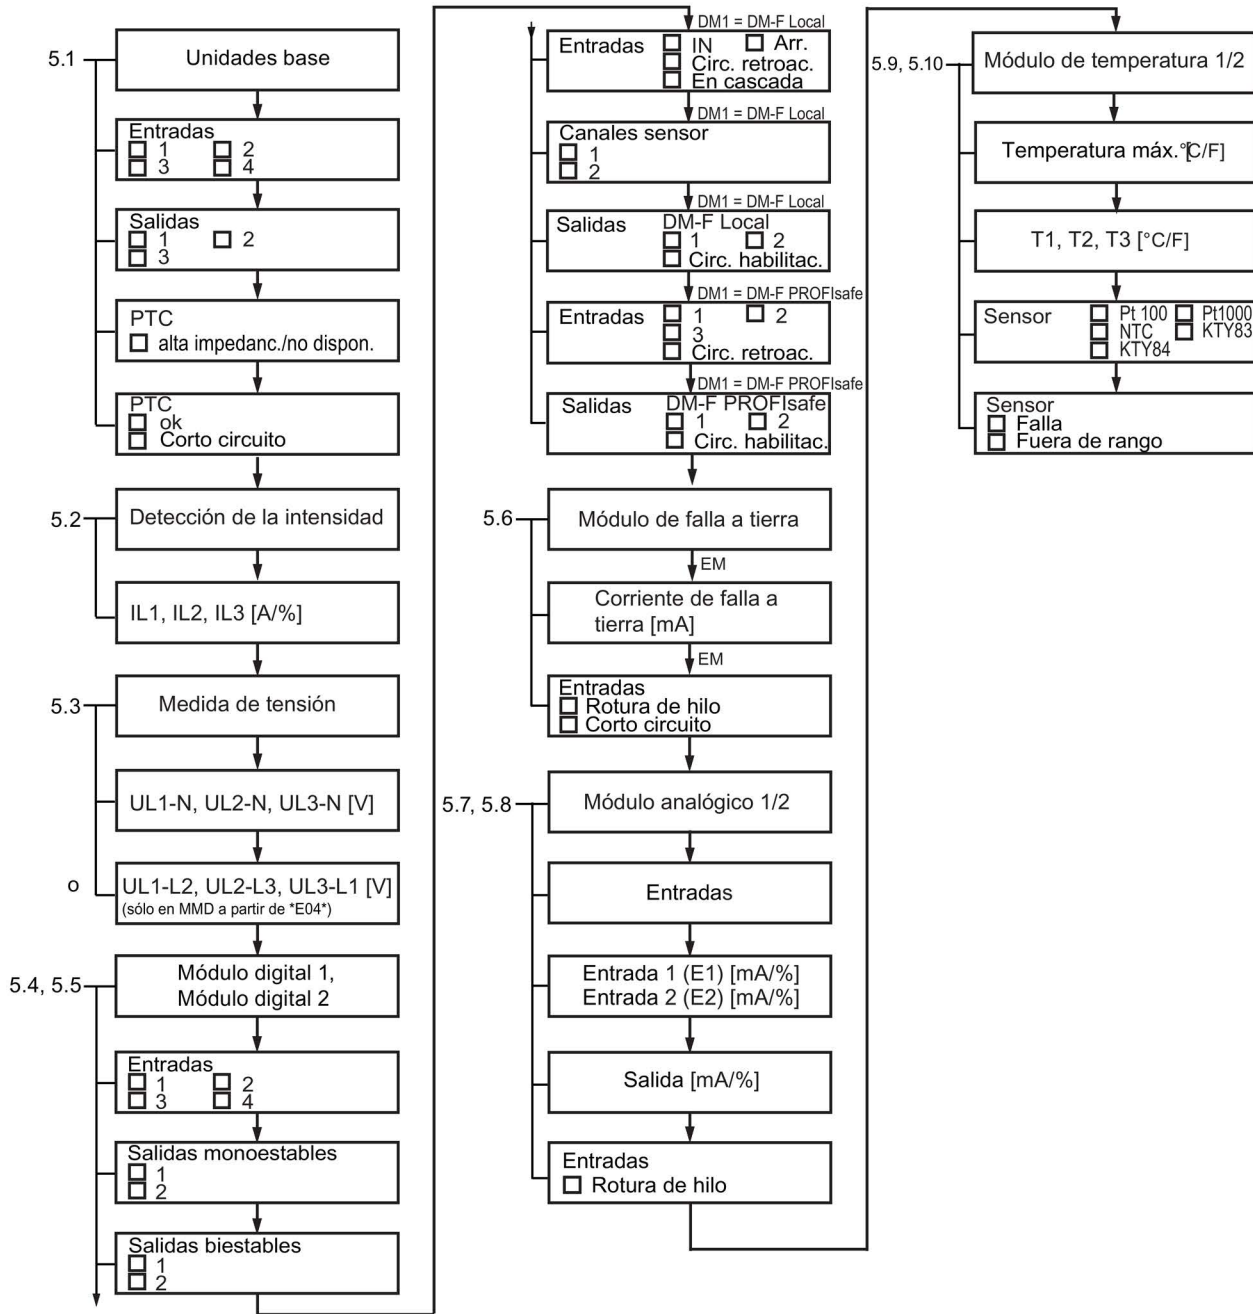 5.1
Unidades base
Entradas
1 2
3 4
Salidas
1 2
3
PTC
alta impedanc./no dispon.
PTC
ok
Corto circuito
5.2
Detección de la intensidad
IL1, IL2, IL3 [A/%]
5.3
Medida de tensión
UL1-N, UL2-N, UL3-N [V]
o
UL1-L2, UL2-L3, UL3-L1 [V]
(sólo en MMD a partir de *E04*)
5.4, 5.5
Módulo digital 1,
Módulo digital 2
Entradas
1 2
3 4
Salidas monoestables
1
2
Salidas biestables
1
2
DM1 = DM-F Local
Entradas IN Arr.
Circ. retroac.
En cascada
DM1 = DM-F Local
Canales sensor
1
2
DM1 = DM-F Local
Salidas DM-F Local
1 2
Circ. habilitac.
DM1 = DM-F PROFIsafe
Entradas 1 2
3
Circ. retroac.
DM1 = DM-F PROFIsafe
Salidas DM-F PROFIsafe
1 2
Circ. habilitac.
5.6
Módulo de falla a tierra
EM
Corriente de falla a
tierra [mA]
EM
Entradas
Rotura de hilo
Corto circuito
5.7, 5.8
Módulo analógico 1/2
Entradas
Entrada 1 (E1) [mA/%]
Entrada 2 (E2) [mA/%]
Salida [mA/%]
Entradas
Rotura de hilo
5.9, 5.10
Módulo de temperatura 1/2
Temperatura máx. [°C/F]
T1, T2, T3 [°C/F]
Sensor Pt 100 Pt1000
NTC KTY83
KTY84
Sensor
Falla
Fuera de rango